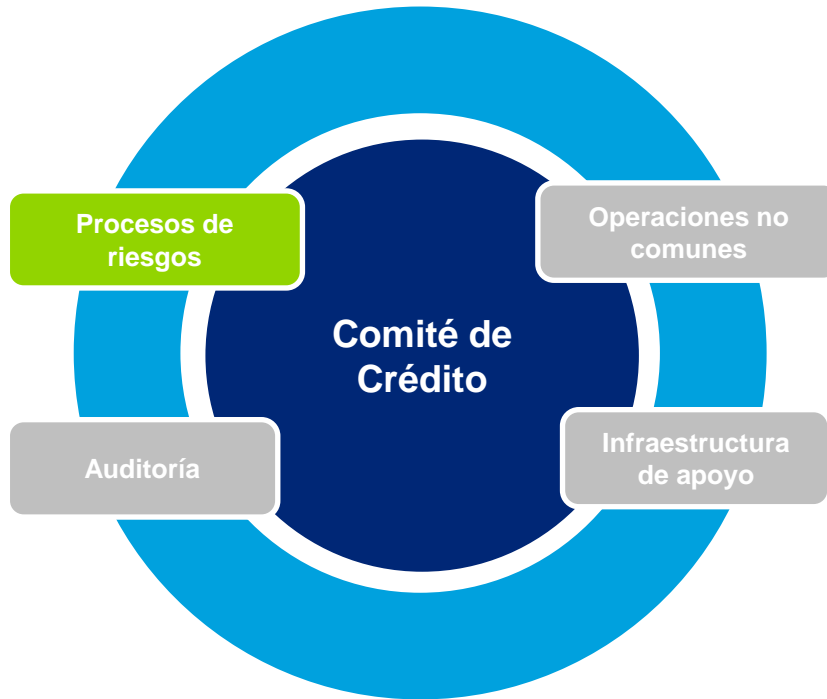 Procesos de
riesgos
Operaciones no
comunes
Comité de
Crédito
Auditoría
Infraestructura
de apoyo